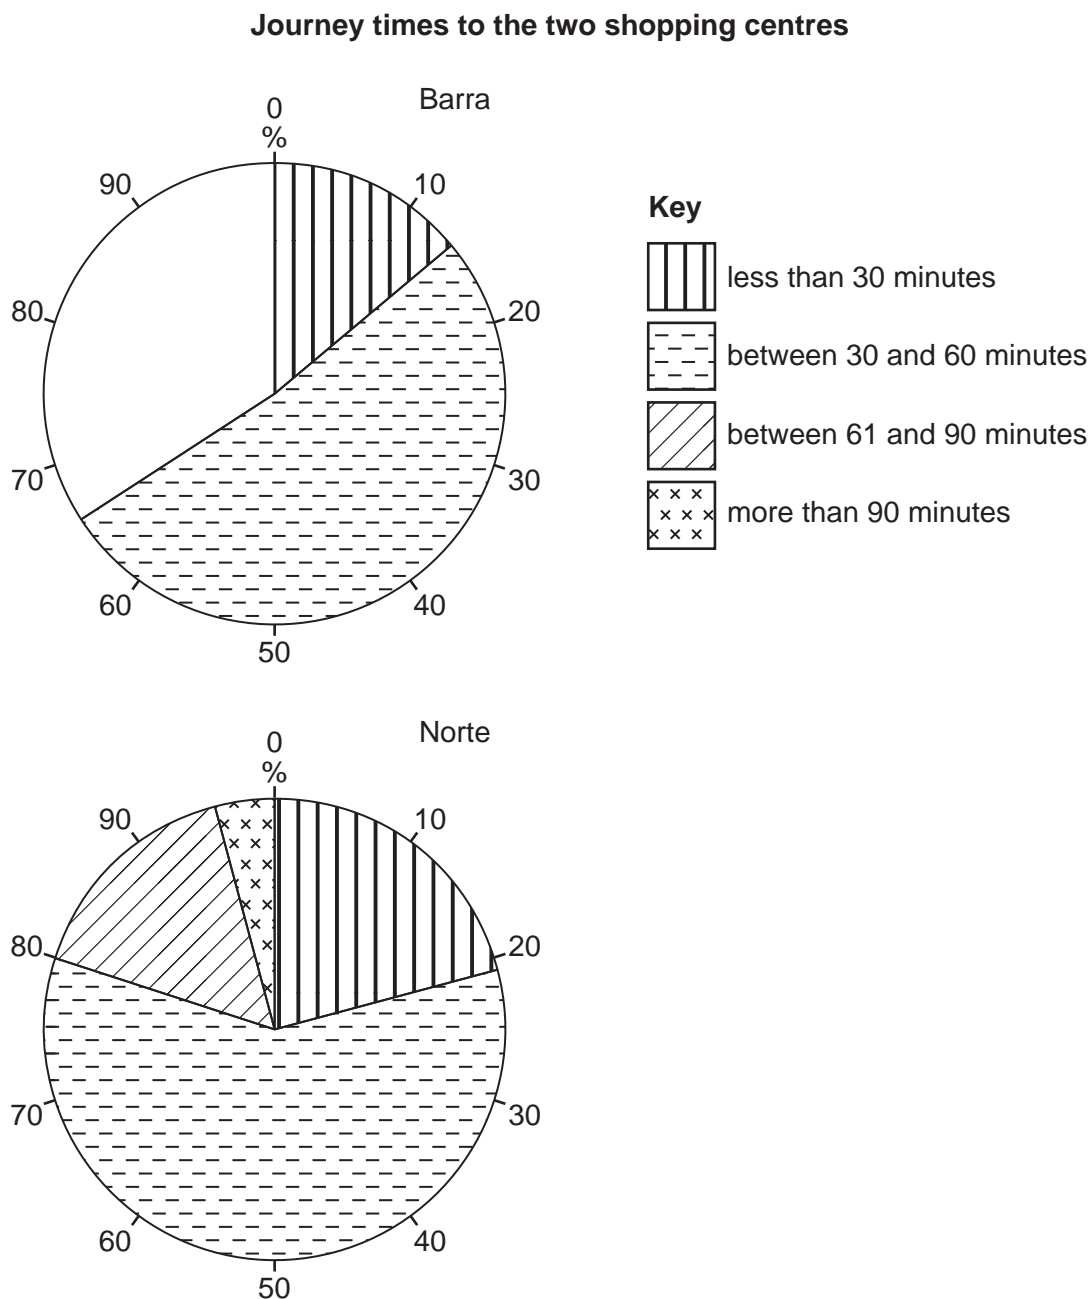 Journey times to the two shopping centres
Barra
0
%
10
20
30
40
50
60
70
80
90
Key
less than 30 minutes
between 30 and 60 minutes
between 61 and 90 minutes
more than 90 minutes
Norte
0
%
10
20
30
40
50
60
70
80
90